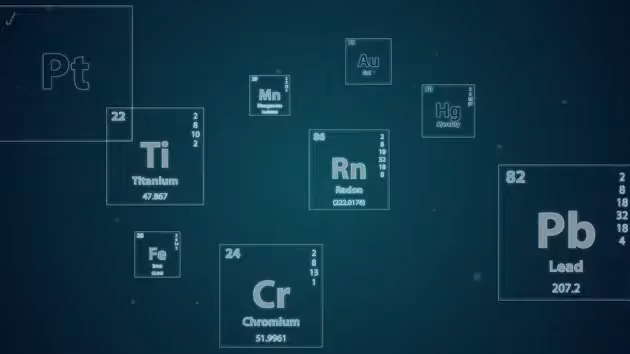 Pt
Au
Mn
Hg
Mercury
22
2
8
10
2
Ti
Titanium
47.867
86
2
8
18
32
18
8
Rn
Radon
(222.0176)
82
2
8
18
32
18
4
Pb
Lead
207.2
Fe
24
2
8
13
1
Cr
Chromium
51.9961